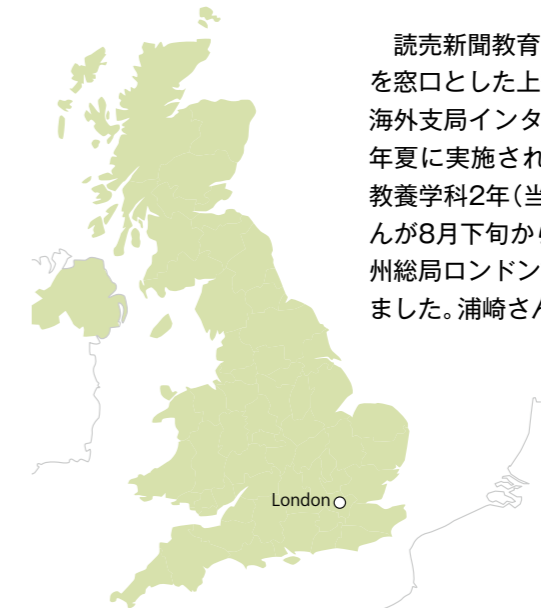 読売新聞教育
を窓口とした上
海外支局インタ
年夏に実施され
教養学科2年(当
んが8月下旬から
州総局ロンドン
ました。浦崎さん
London